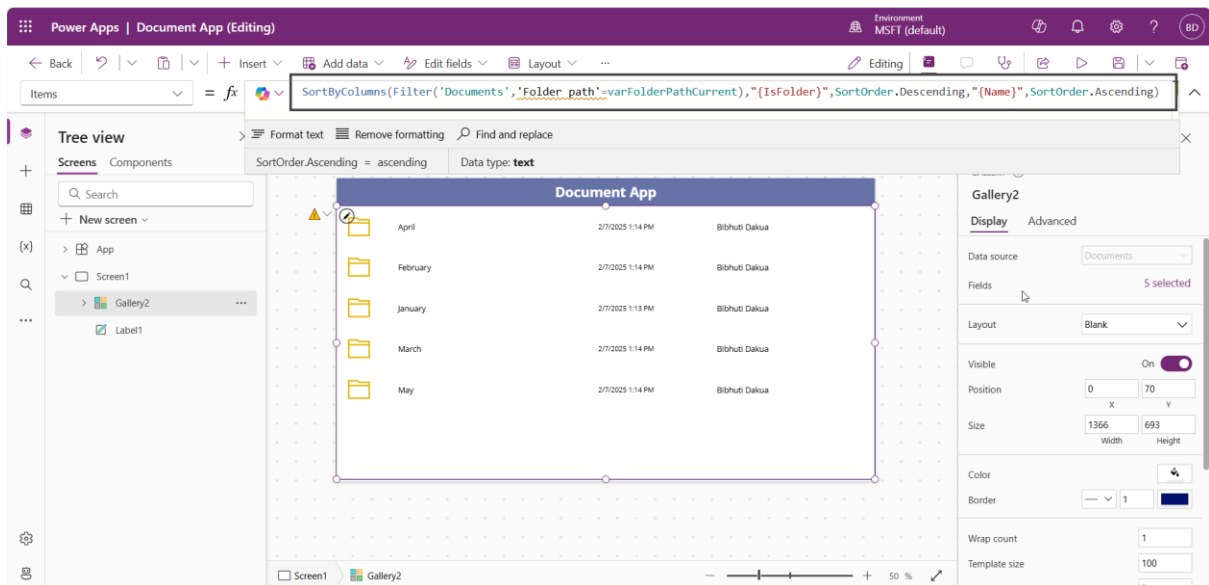 Power Apps | Document App (Editing)
Environment
MSFT (default)
?
BD
Back
Insert
Add data
Edit fields
Layout
...
Editing
Items
= fx
SortByColumns(Filter('Documents','Folder path'=varFolderPathCurrent),"{IsFolder}",SortOrder.Descending,"{Name}",SortOrder.Ascending)
Format text
Remove formatting
Find and replace
SortOrder.Ascending = ascending
Data type: text
Tree view
Screens
Components
Search
New screen
{x}
App
Screen1
Gallery2
...
Label1
Document App
April
2/7/2025 1:14 PM
Bibhuti Dakua
February
2/7/2025 1:14 PM
Bibhuti Dakua
January
2/7/2025 1:13 PM
Bibhuti Dakua
March
2/7/2025 1:14 PM
Bibhuti Dakua
May
2/7/2025 1:14 PM
Bibhuti Dakua
Gallery2
Display
Advanced
Data source
Documents
Fields
5 selected
Layout
Blank
Visible
On
Position
0
70
X
Y
Size
1366
693
Width
Height
Color
Border
1
Wrap count
1
Template size
100
Screen1
Gallery2
50 %